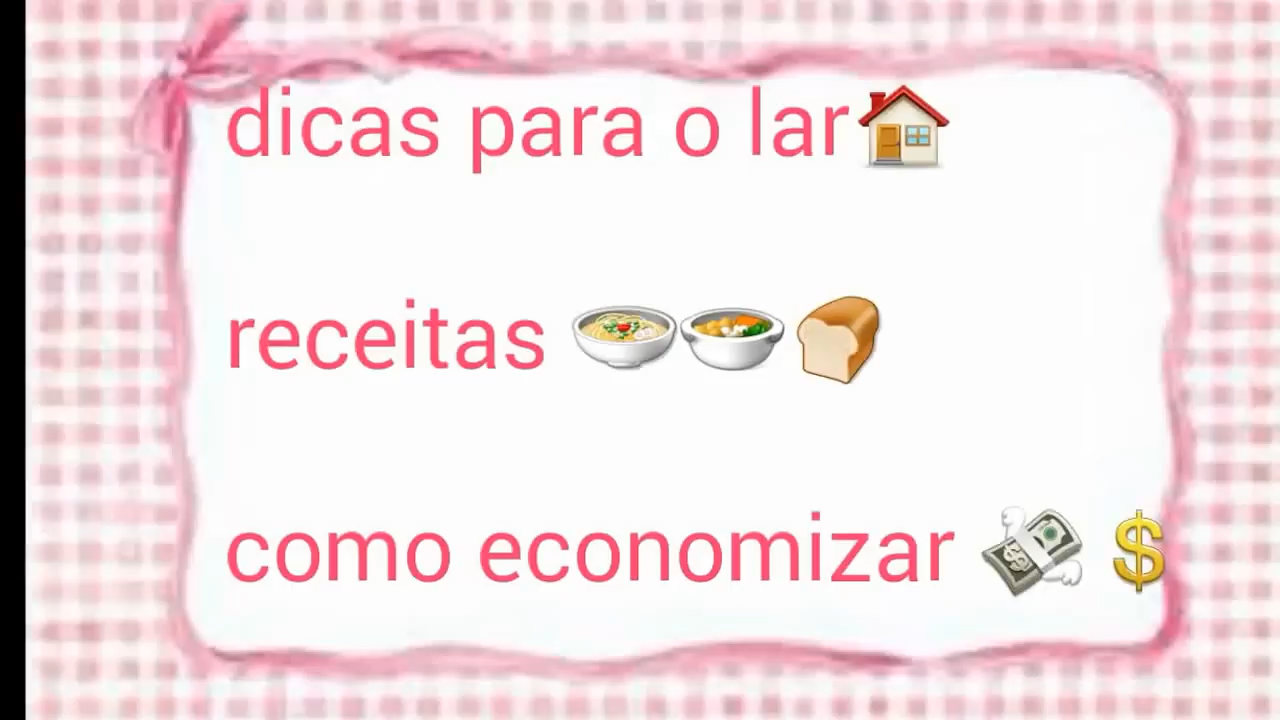 dicas para o lar🏠
receitas 🍜🍲🍞
como economizar 💸 💲